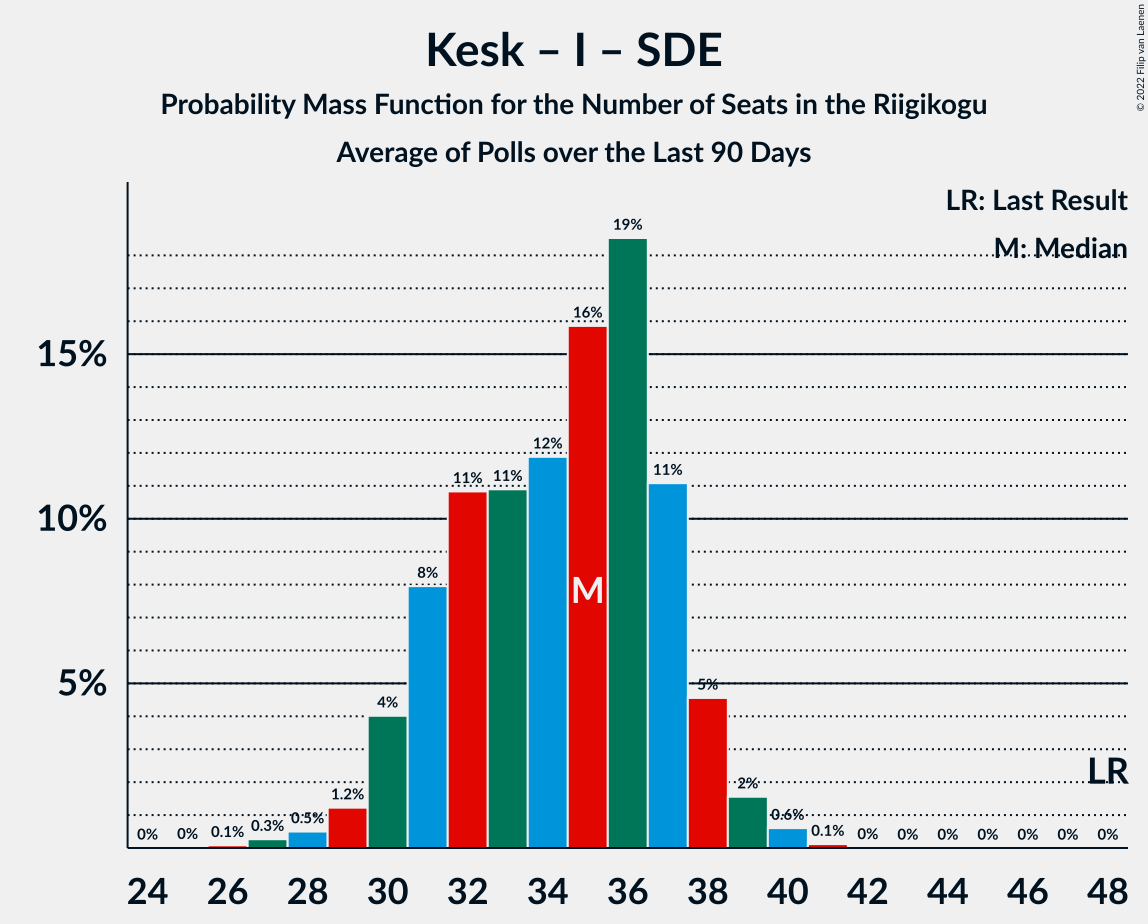 Kesk – I – SDE
Probability Mass Function for the Number of Seats in the Riigikogu
Average of Polls over the Last 90 Days
© 2022 Filip van Laenen
LR: Last Result
M: Median
15%
10%
5%
0% 0% 0.1% 0.3% 0.5% 1.2% 4% 8% 11% 11% 12% 16% 19% 11% 5% 2% 0.6% 0.1% 0% 0% 0% 0% 0% 0% 0%
M
LR
24 26 28 30 32 34 36 38 40 42 44 46 48